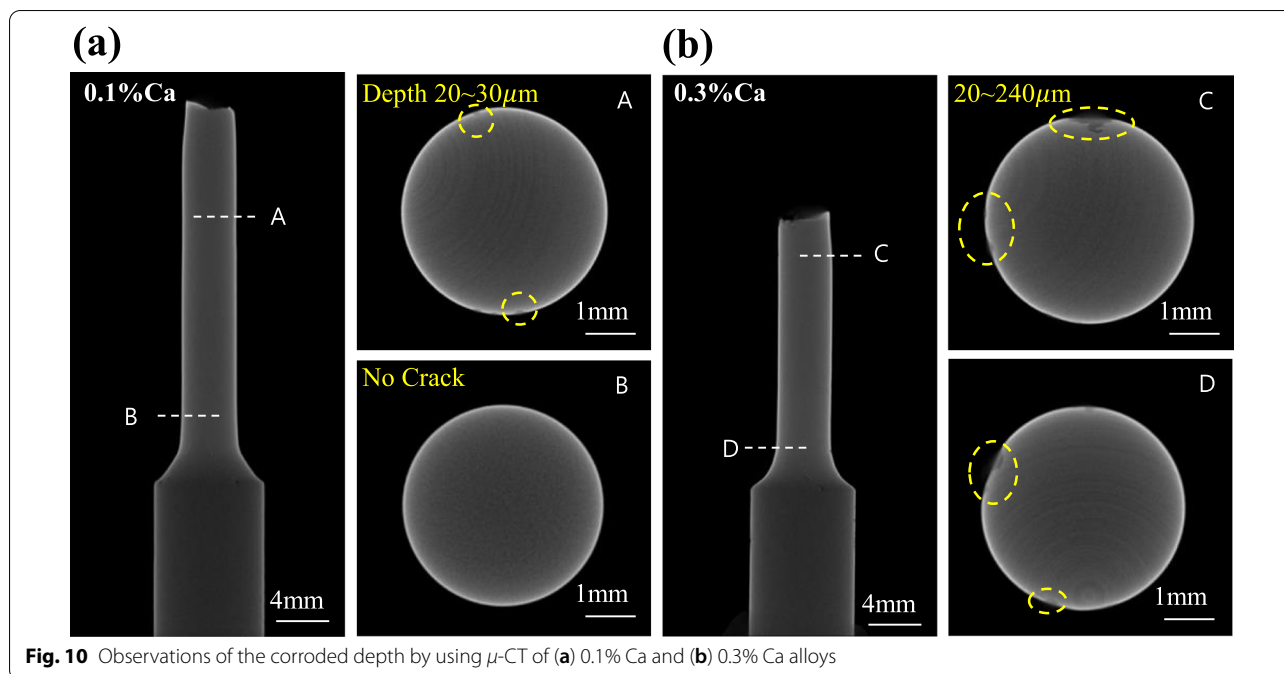 (a)
0.1%Ca
A
B
4mm
Depth 20~30µm
A
1mm
No Crack
B
1mm
(b)
0.3%Ca
C
D
4mm
20~240µm
C
1mm
D
1mm
Fig. 10 Observations of the corroded depth by using µ-CT of (a) 0.1% Ca and (b) 0.3% Ca alloys